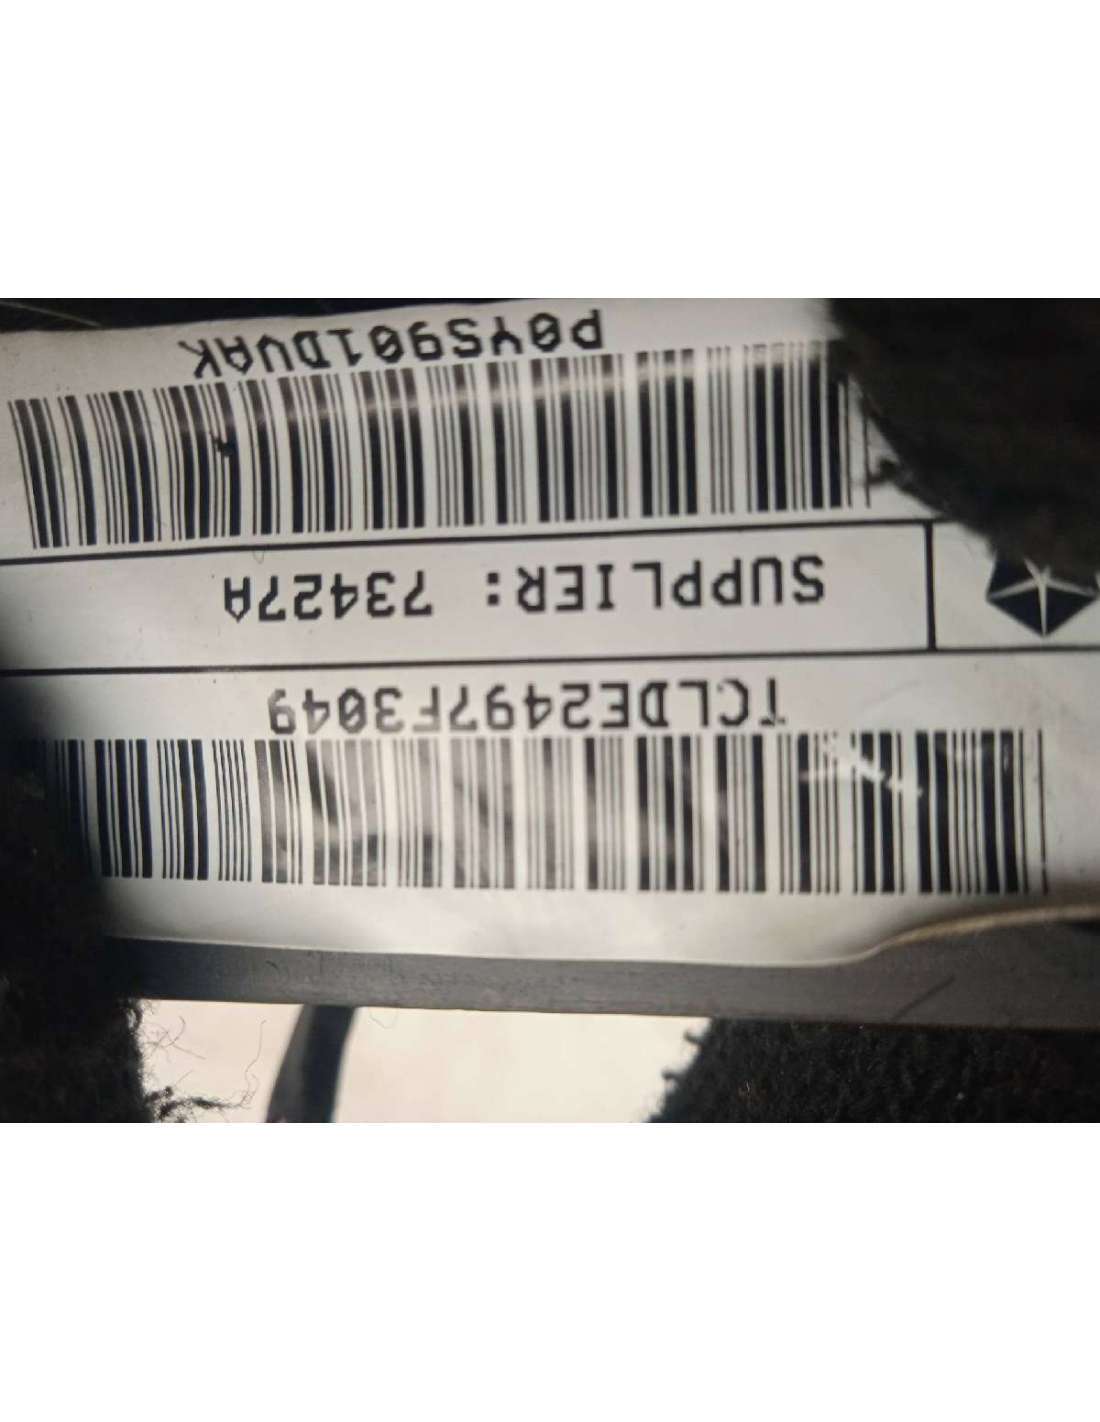 TCLDE2497F3049
SUPPLIER: 73427A
P0YS901DVAK